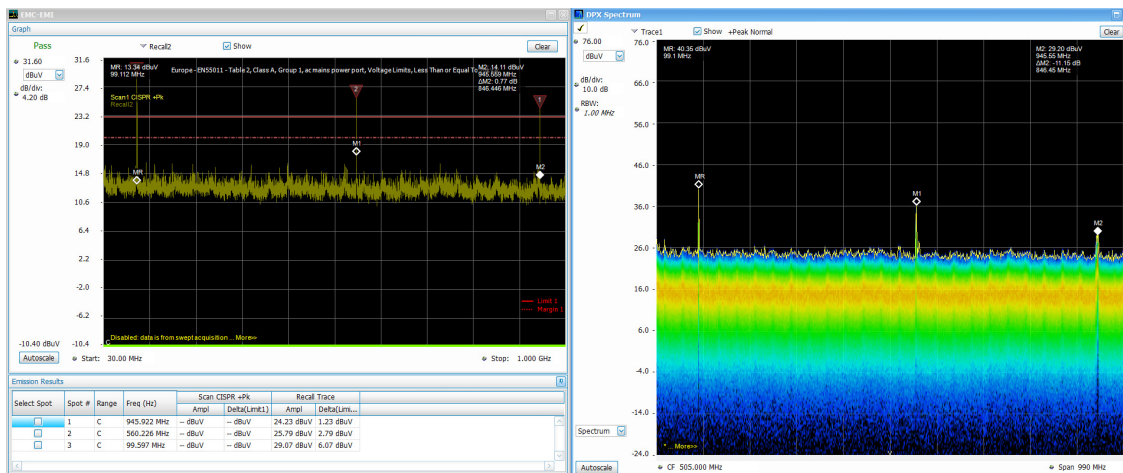 EMC-EMI
Graph
Pass
Recall2
Show
Clear
31.60
dBuV
dB/div:
4.20 dB
31.6
27.4
23.2
19.0
14.8
10.6
6.4
2.2
-2.0
-6.2
-10.4
MR: 13.34 dBuV
99.112 MHz
Europe - EN55011 - Table 2, Class A, Group 1, ac mains power port, Voltage Limits, Less Than or Equal To
M2: 14.11 dBuV
945.559 MHz
ΔM2: 0.77 dB
846.446 MHz
Scan1 CISPR +Pk
Recall2
2
1
MR
M1
M2
Limit 1
Margin 1
C
Disabled: data is from swept acquisition ... More>>
-10.40 dBuV
Autoscale
Start: 30.00 MHz
Stop: 1.000 GHz
Emission Results
Select Spot Spot # Range Freq (Hz) Scan CISPR +Pk Recall Trace
Ampl Delta(Limit1) Ampl Delta(Limi...
1 C 945.922 MHz -- dBuV -- dBuV 24.23 dBuV 1.23 dBuV
2 C 560.226 MHz -- dBuV -- dBuV 25.79 dBuV 2.79 dBuV
3 C 99.597 MHz -- dBuV -- dBuV 29.07 dBuV 6.07 dBuV
DPX Spectrum
Trace1
Show
+Peak Normal
Clear
76.00
dBuV
dB/div:
10.0 dB
RBW:
1.00 MHz
76.0
66.0
56.0
46.0
36.0
26.0
16.0
6.0
-4.0
-14.0
-24.0
MR: 40.35 dBuV
99.1 MHz
M2: 29.20 dBuV
945.55 MHz
ΔM2: -11.15 dB
846.45 MHz
MR
M1
M2
* ... More>>
Spectrum
Autoscale
CF 505.000 MHz
Span 990 MHz